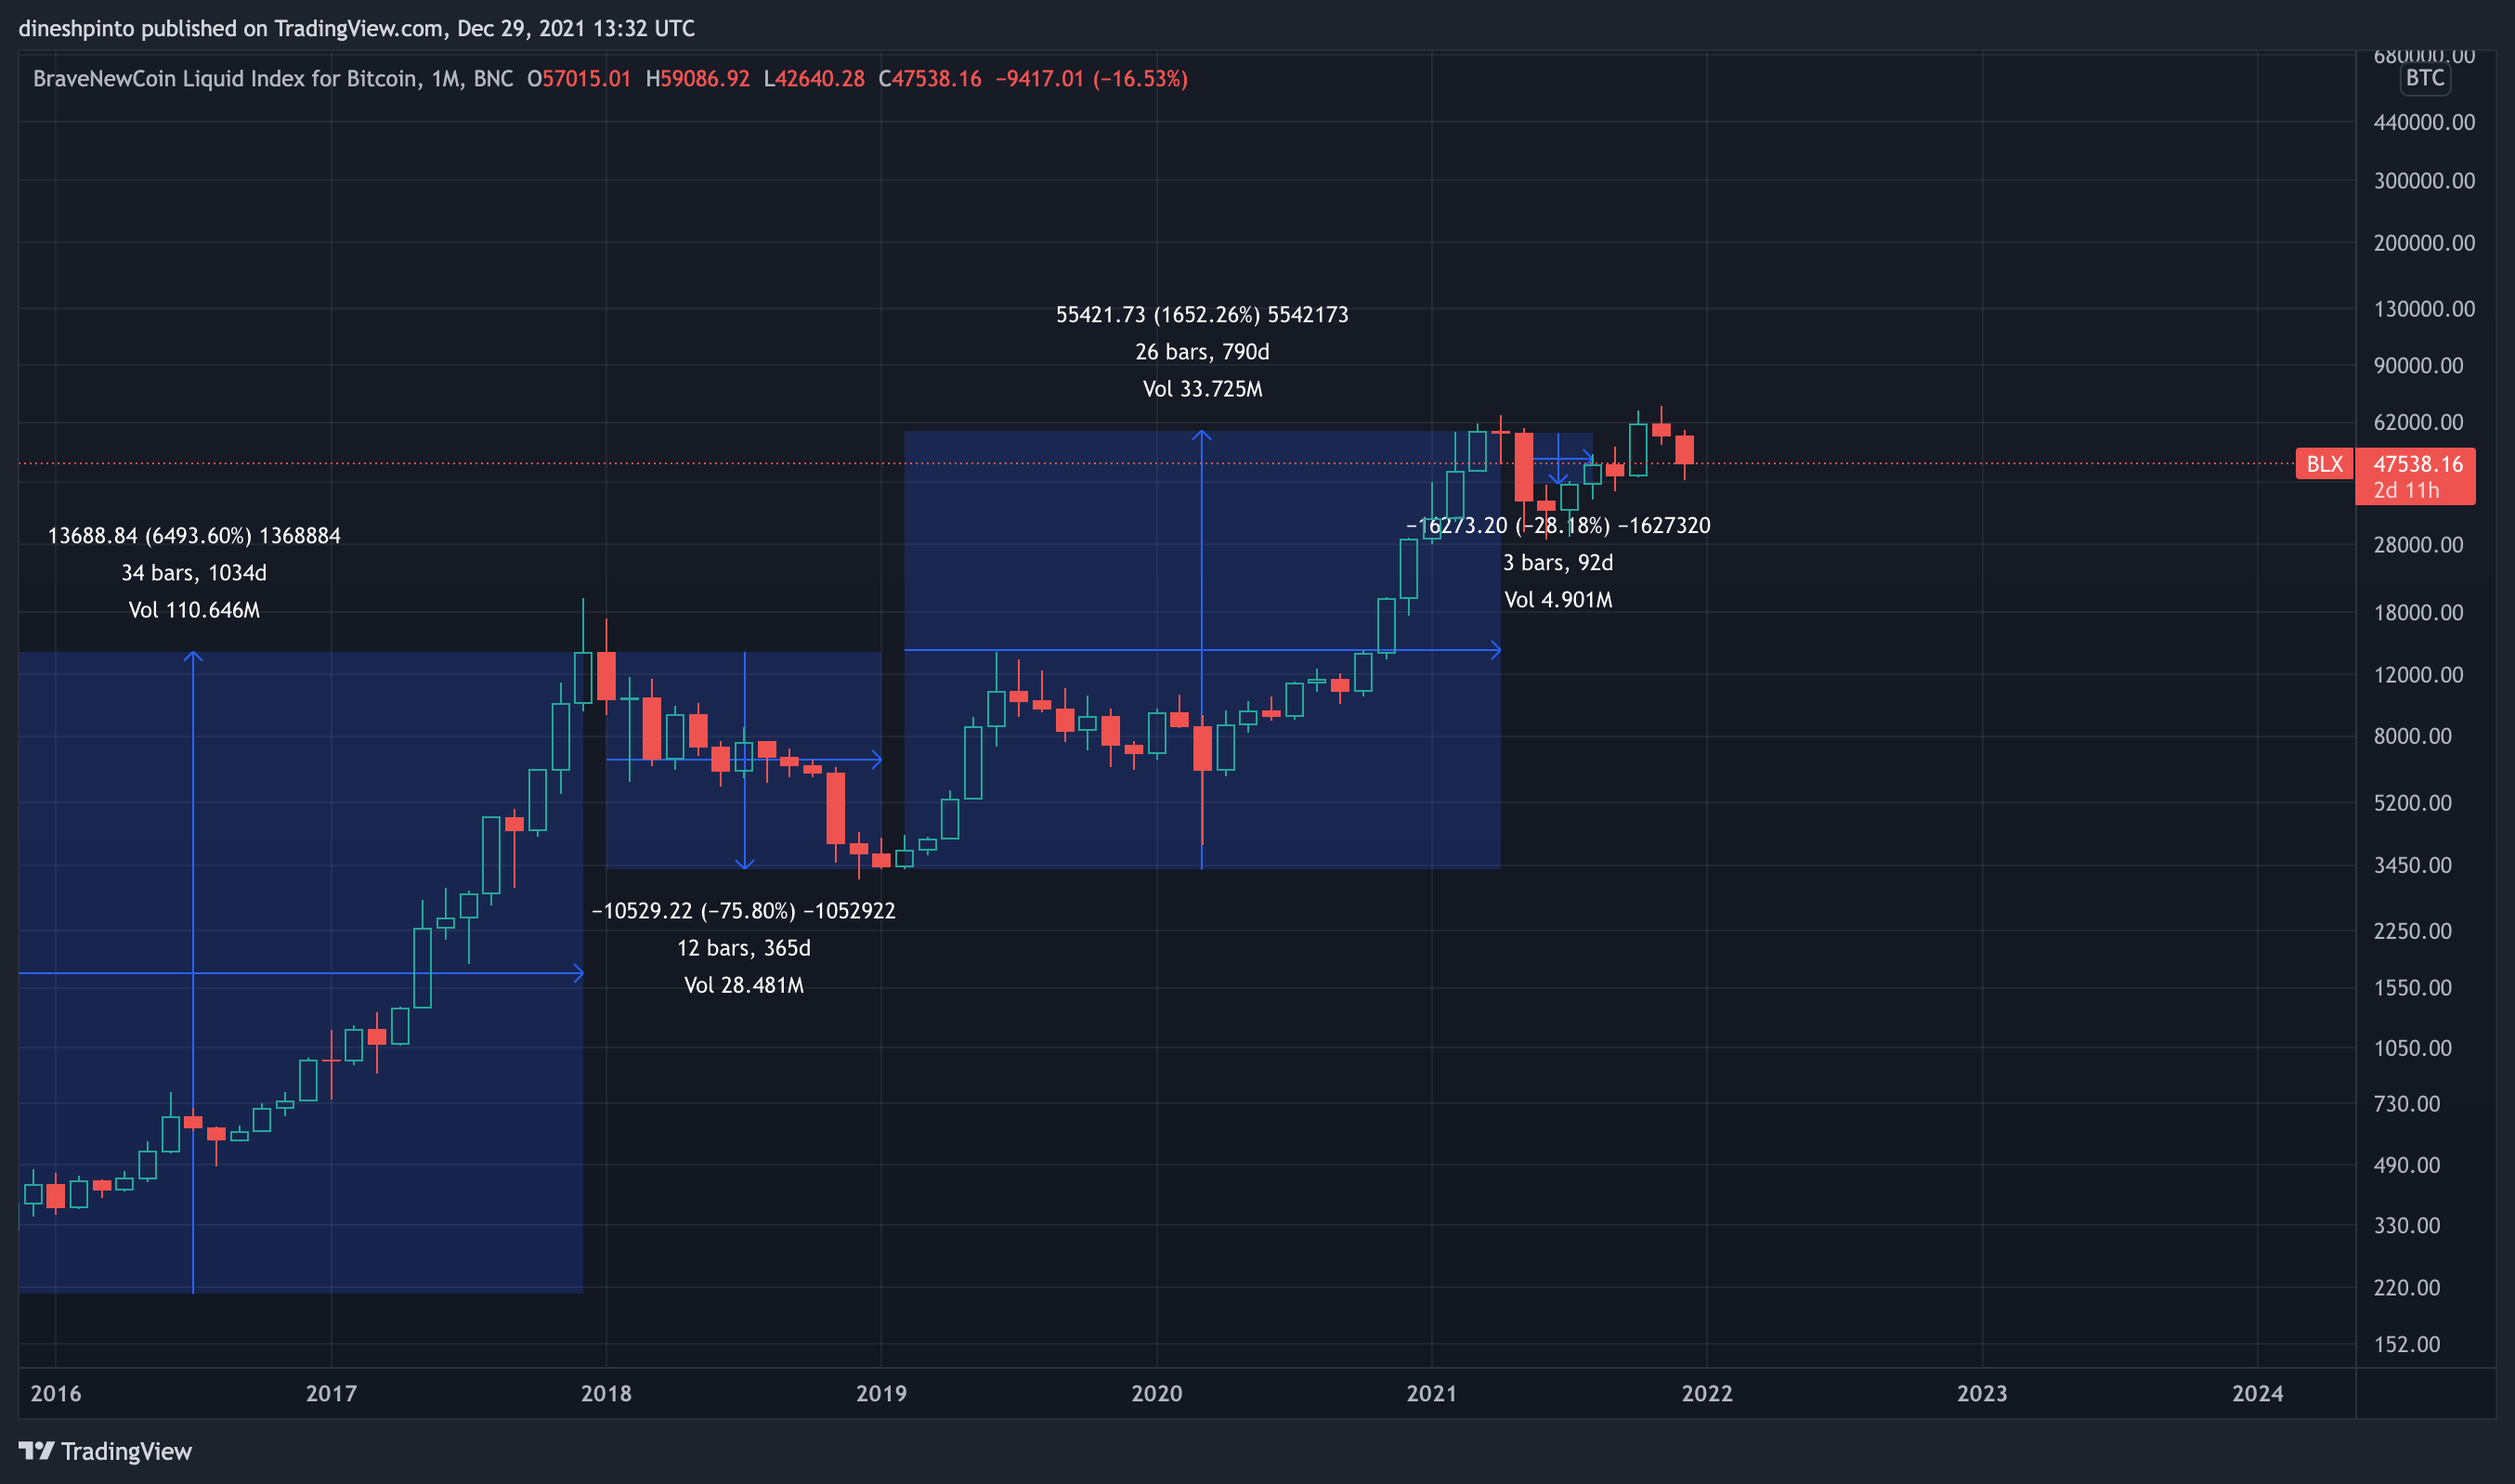 dineshpinto published on TradingView.com, Dec 29, 2021 13:32 UTC
BraveNewCoin Liquid Index for Bitcoin, 1M, BNC O57015.01 H59086.92 L42640.28 C47538.16 −9417.01 (−16.53%)
680000.00
BTC
440000.00
300000.00
200000.00
130000.00
90000.00
62000.00
BLX 47538.16
2d 11h
28000.00
18000.00
12000.00
8000.00
5200.00
3450.00
2250.00
1550.00
1050.00
730.00
490.00
330.00
220.00
152.00
55421.73 (1652.26%) 5542173
26 bars, 790d
Vol 33.725M
13688.84 (6493.60%) 1368884
34 bars, 1034d
Vol 110.646M
−16273.20 (−28.18%) −1627320
3 bars, 92d
Vol 4.901M
−10529.22 (−75.80%) −1052922
12 bars, 365d
Vol 28.481M
2016 2017 2018 2019 2020 2021 2022 2023 2024
TradingView